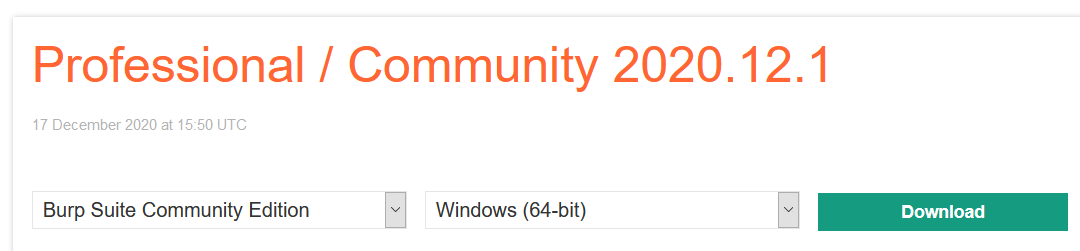 Professional / Community 2020.12.1
17 December 2020 at 15:50 UTC
Burp Suite Community Edition
Windows (64-bit)
Download